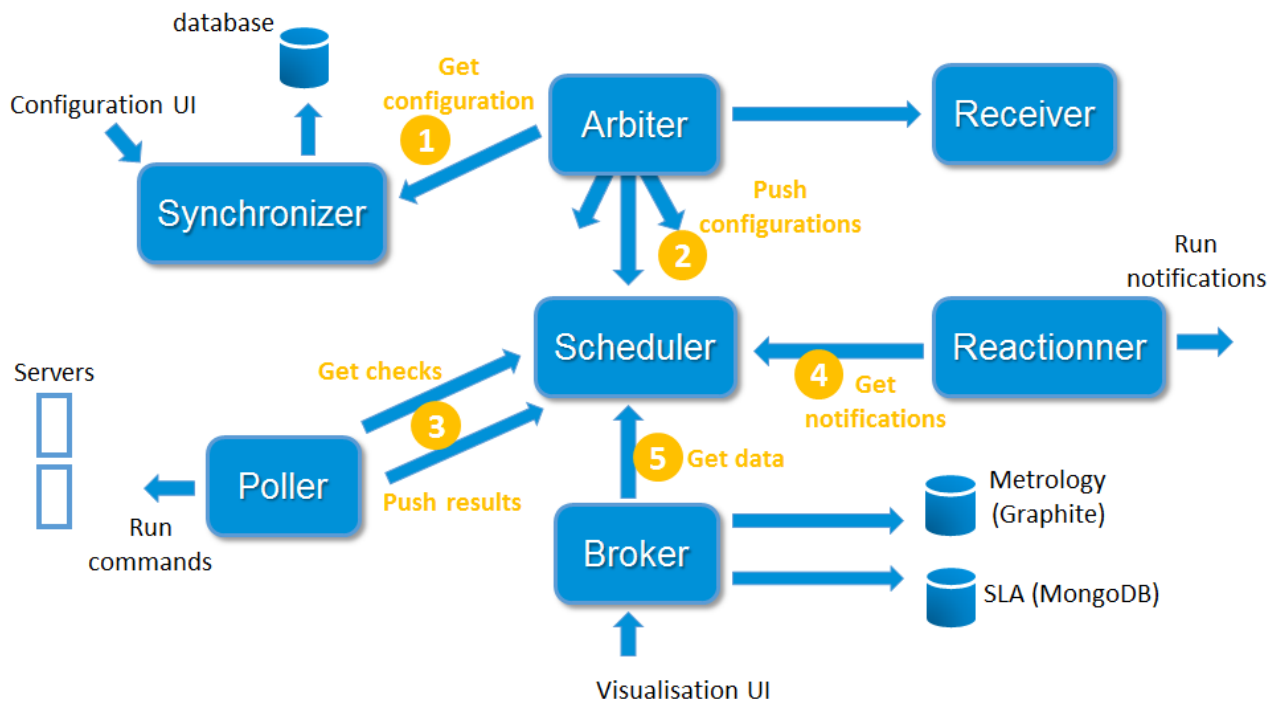 database
Configuration UI
Get
configuration
1
Arbiter
Receiver
Synchronizer
Push
configurations
2
Run
notifications
Scheduler
Reactionner
Servers
Get checks
3
4
Get
notifications
Poller
Push results
5
Get data
Run
commands
Broker
Metrology
(Graphite)
SLA (MongoDB)
Visualisation UI